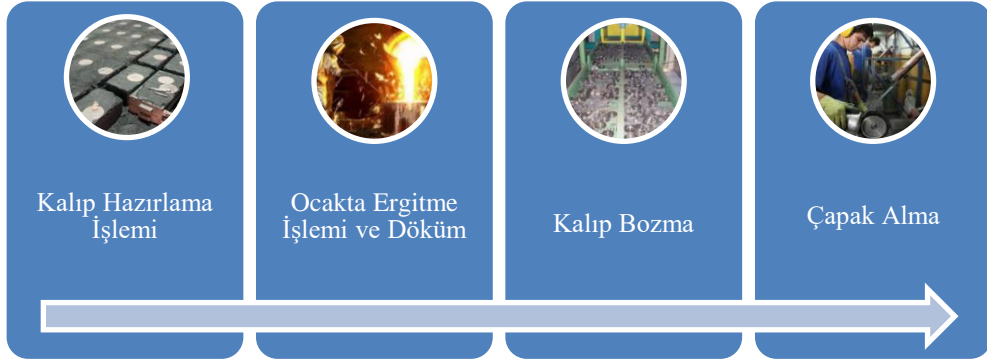 Kalıp Hazırlama
İşlemi
Ocakta Ergitme
İşlemi ve Döküm
Kalıp Bozma
Çapak Alma